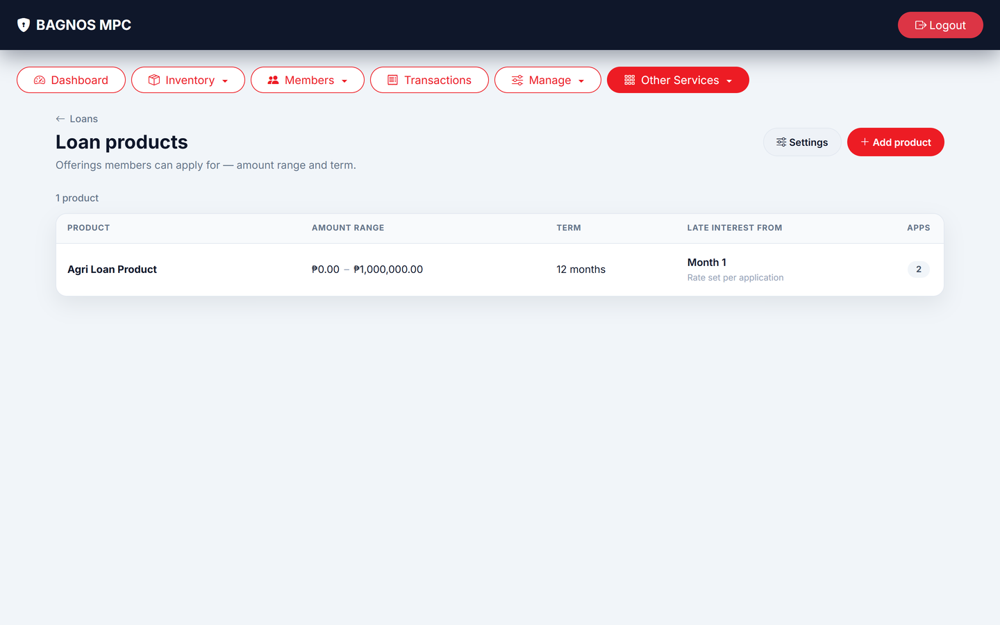 BAGNOS MPC
Logout
Dashboard
Inventory
Members
Transactions
Manage
Other Services
← Loans
Loan products
Settings
+ Add product
Offerings members can apply for — amount range and term.
1 product
PRODUCT AMOUNT RANGE TERM LATE INTEREST FROM APPS
Agri Loan Product ₱0.00 – ₱1,000,000.00 12 months Month 1 2
Rate set per application